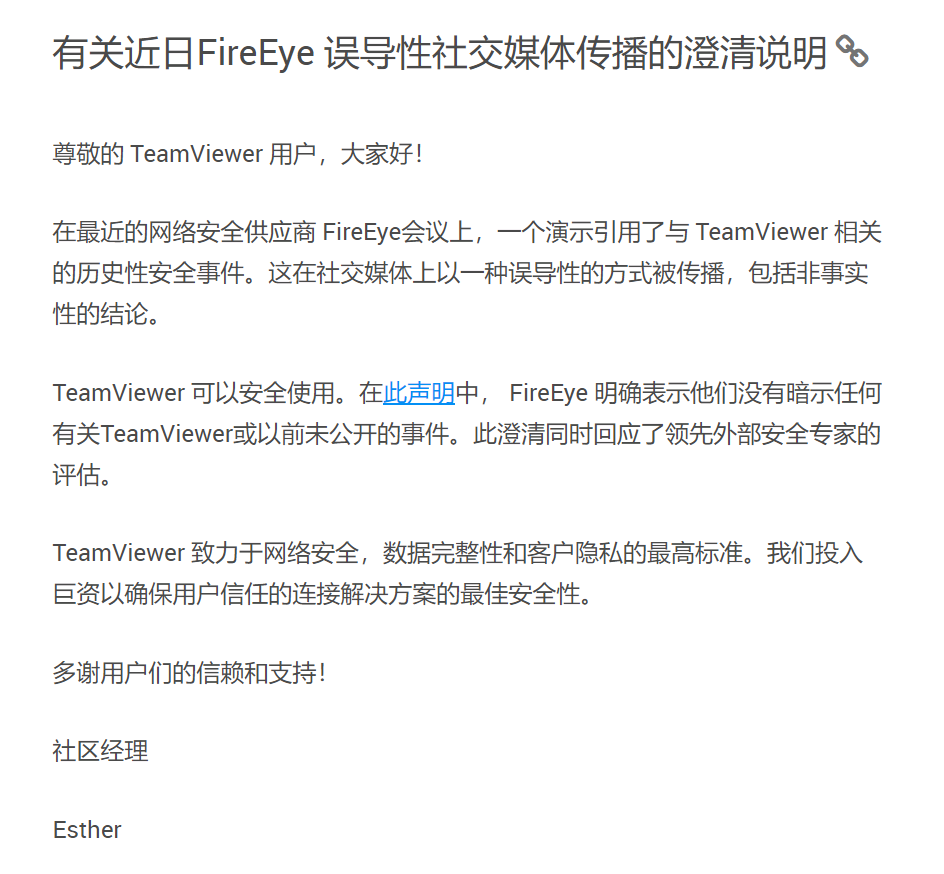 有关近日FireEye 误导性社交媒体传播的澄清说明
尊敬的 TeamViewer 用户，大家好！
在最近的网络安全供应商 FireEye会议上，一个演示引用了与 TeamViewer 相关
的历史性安全事件。这在社交媒体上以一种误导性的方式被传播，包括非事实
性的结论。
TeamViewer 可以安全使用。在此声明中， FireEye 明确表示他们没有暗示任何
有关TeamViewer或以前未公开的事件。此澄清同时回应了领先外部安全专家的
评估。
TeamViewer 致力于网络安全，数据完整性和客户隐私的最高标准。我们投入
巨资以确保用户信任的连接解决方案的最佳安全性。
多谢用户们的信赖和支持！
社区经理
Esther